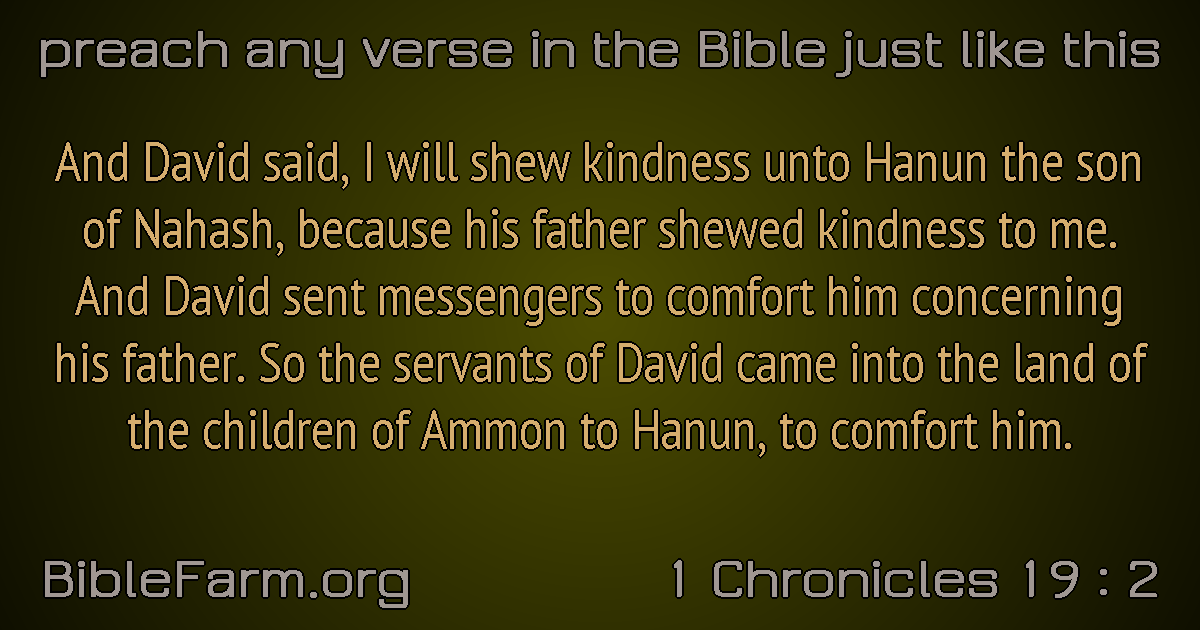 preach any verse in the Bible just like this
And David said, I will shew kindness unto Hanun the son
of Nahash, because his father shewed kindness to me.
And David sent messengers to comfort him concerning
his father. So the servants of David came into the land of
the children of Ammon to Hanun, to comfort him.
BibleFarm.org
1 Chronicles 19 : 2